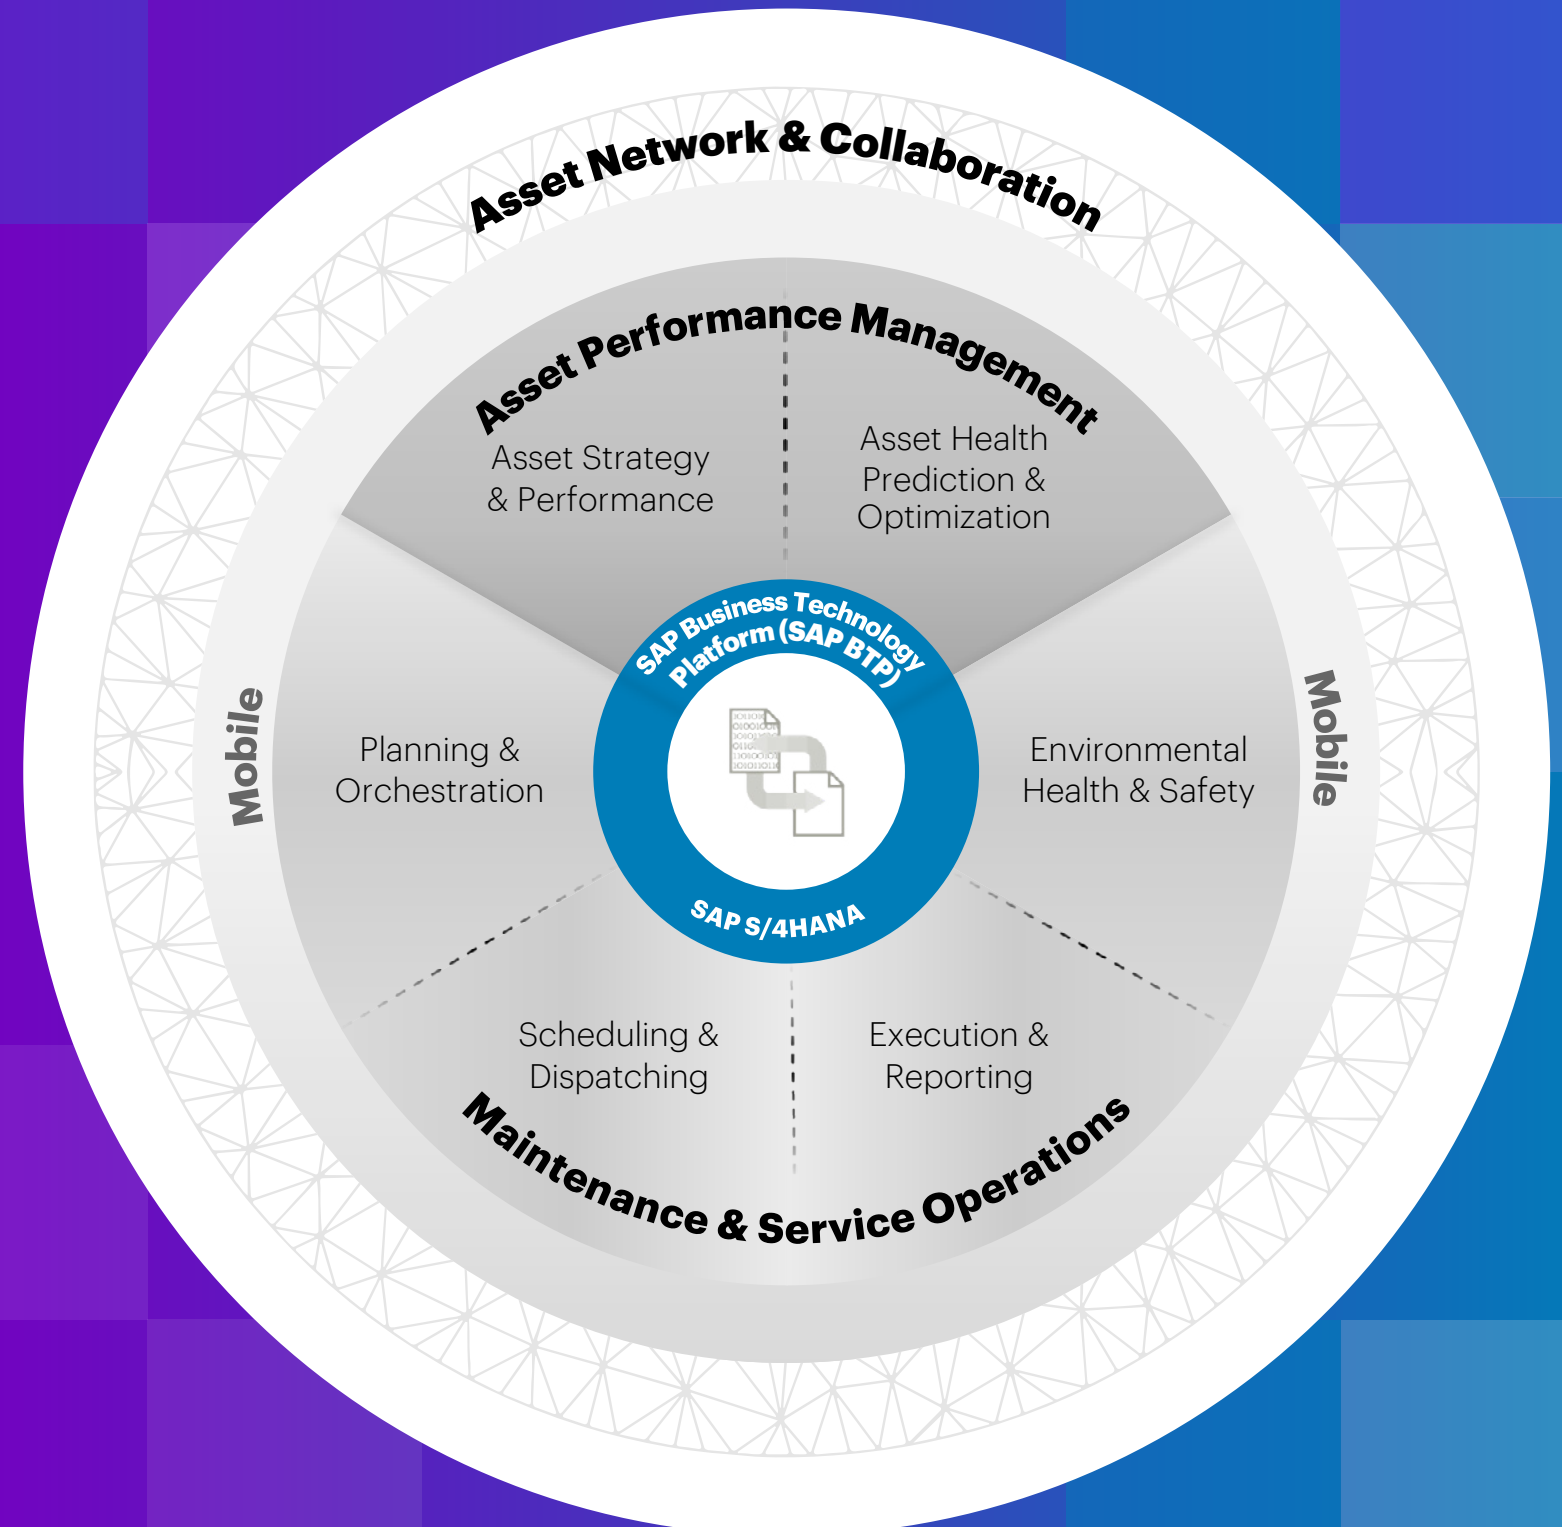 Asset Network & Collaboration
Asset Performance Management
Asset Strategy
& Performance
Asset Health
Prediction &
Optimization
SAP Business Technology
Platform (SAP BTP)
Mobile
Planning &
Orchestration
Environmental
Health & Safety
Mobile
SAP S/4HANA
Scheduling &
Dispatching
Execution &
Reporting
Maintenance & Service Operations